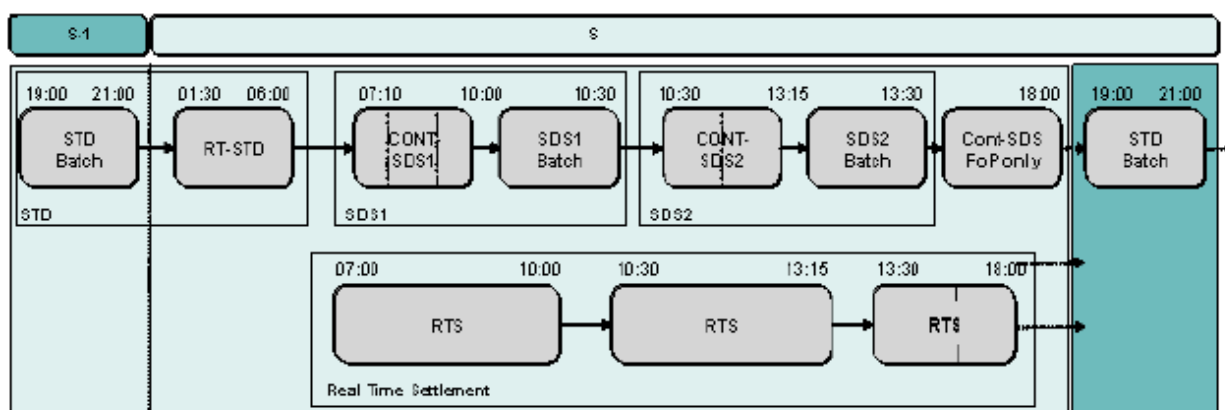 S-1
S
19:00 21:00
01:30 06:00
07:10 10:00
10:30
10:30 13:15
13:30
18:00
19:00 21:00
STD
Batch
RT-STD
CONT-
SDS1
SDS1
Batch
CONT-
SDS2
SDS2
Batch
Cont-SDS
FoP only
STD
Batch
STD
SDS1
SDS2
07:00 10:00
10:30 13:15
13:30 18:00
RTS
RTS
RTS
Real Time Settlement